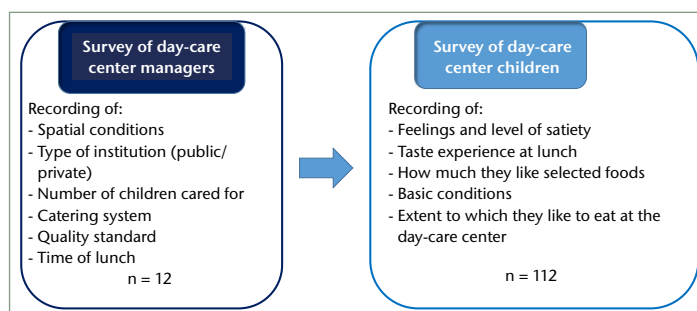 Survey of day-care
center managers
Recording of:
- Spatial conditions
- Type of institution (public/
private)
- Number of children cared for
- Catering system
- Quality standard
- Time of lunch
n = 12
Survey of day-care
center children
Recording of:
- Feelings and level of satiety
- Taste experience at lunch
- How much they like selected foods
- Basic conditions
- Extent to which they like to eat at the
day-care center
n = 112